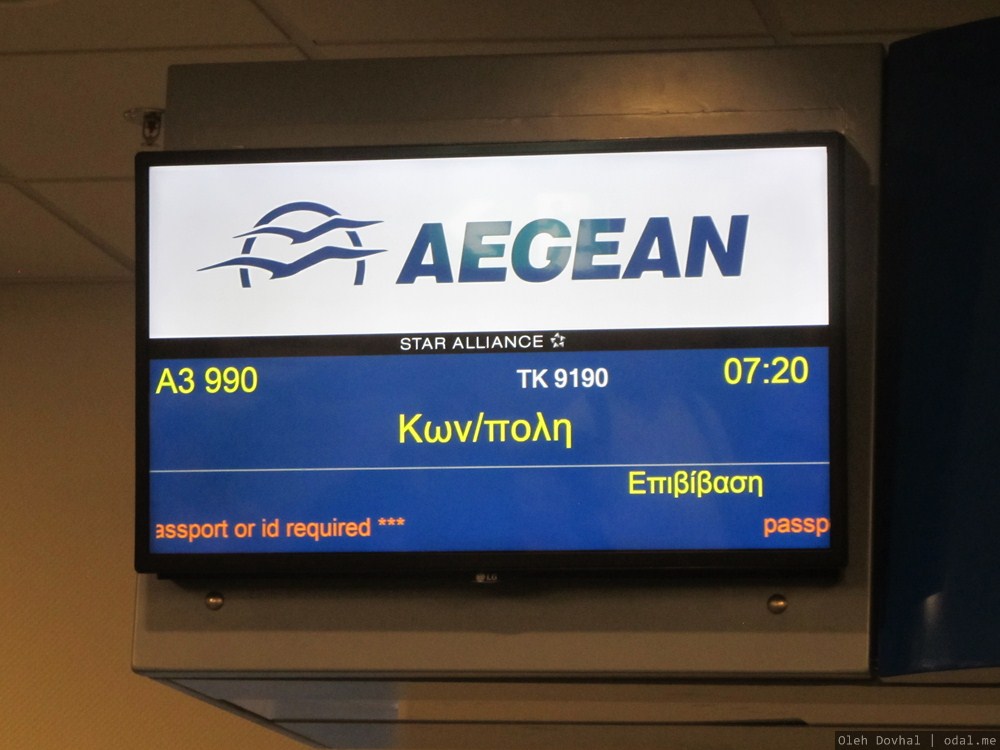 AEGEAN
STAR ALLIANCE
A3 990 TK 9190 07:20
Κων/πολη
Επιβίβαση
assport or id required *** passp
LG
Oleh Dovhal | odal.me